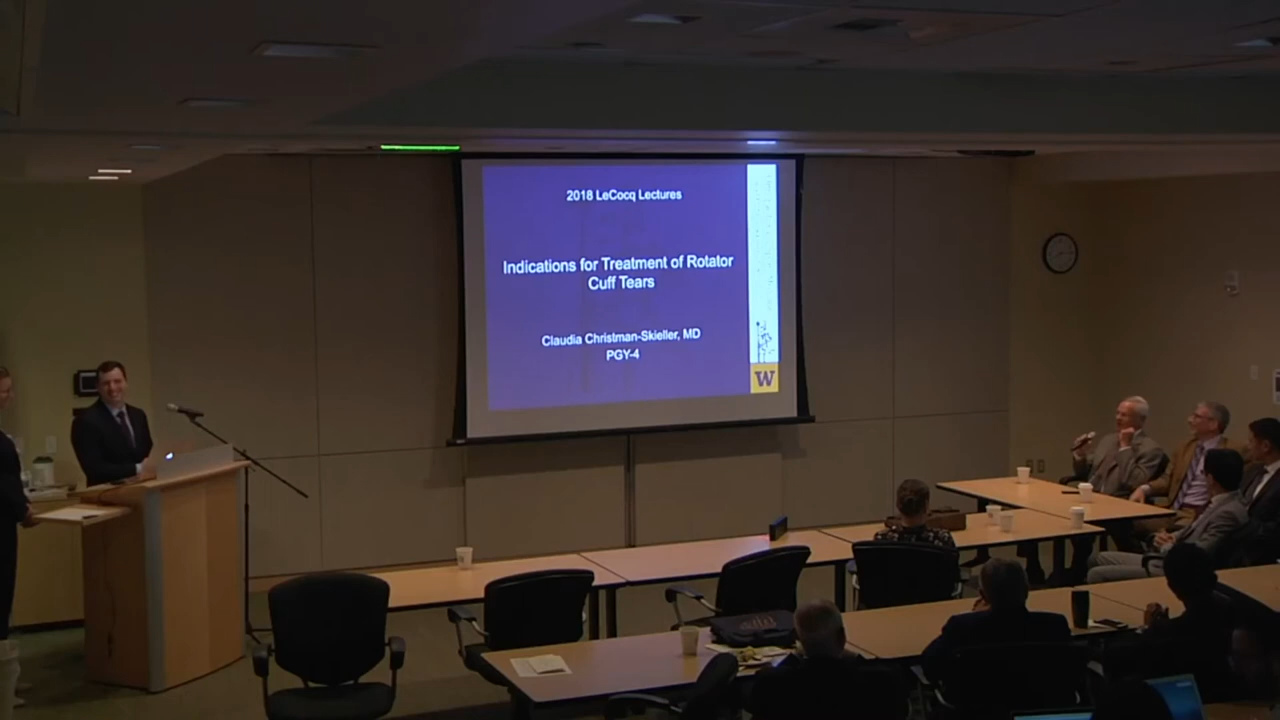 2018 LeCocq Lectures
Indications for Treatment of Rotator
Cuff Tears
Claudia Christman-Skieller, MD
PGY-4
W